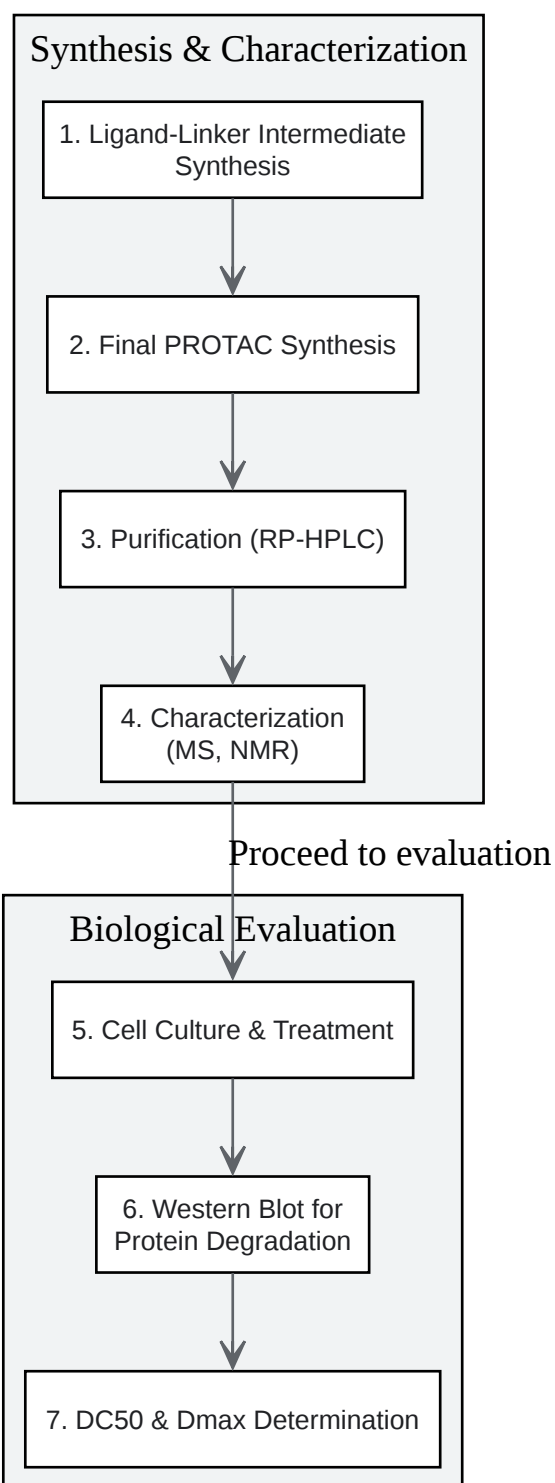 Synthesis & Characterization
1. Ligand-Linker Intermediate
Synthesis
2. Final PROTAC Synthesis
3. Purification (RP-HPLC)
4. Characterization
(MS, NMR)
Proceed to evaluation
Biological Evaluation
5. Cell Culture & Treatment
6. Western Blot for
Protein Degradation
7. DC50 & Dmax Determination